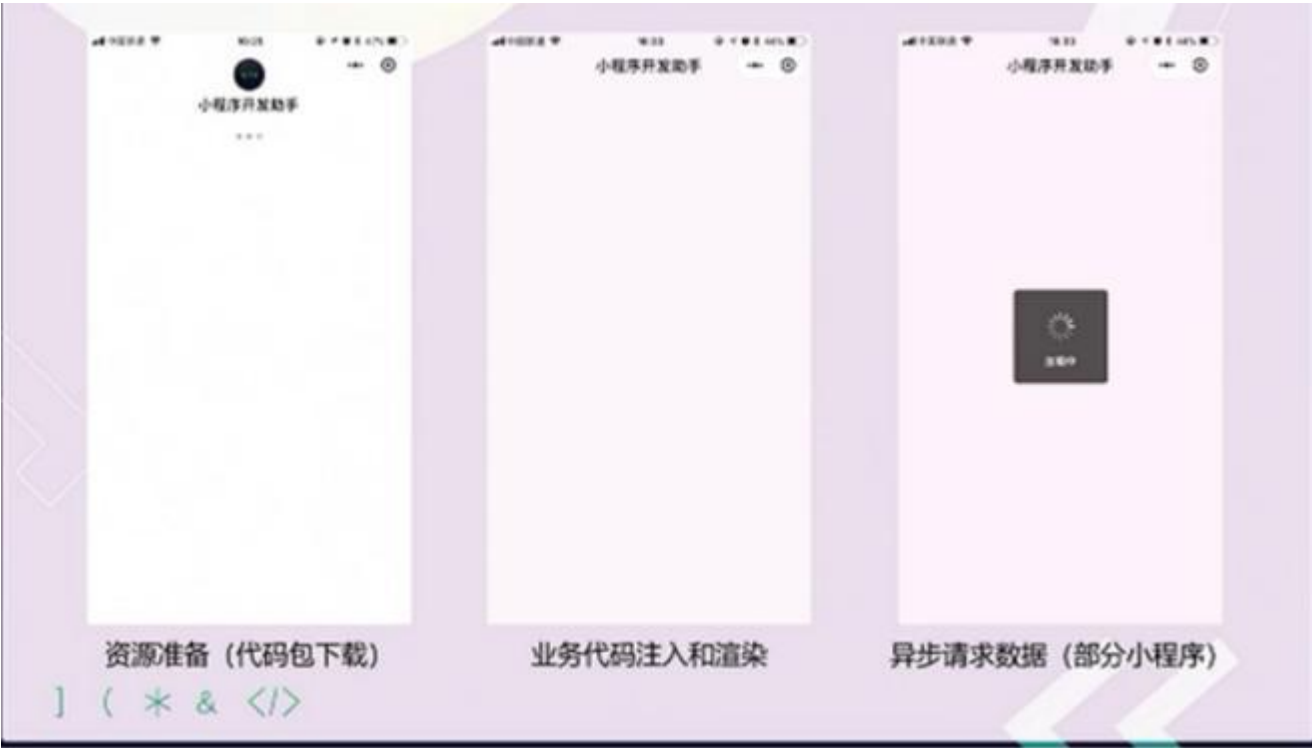 小程序开发助手
小程序开发助手
小程序开发助手
资源准备（代码包下载）
业务代码注入和渲染
异步请求数据（部分小程序）
] ( * & </>